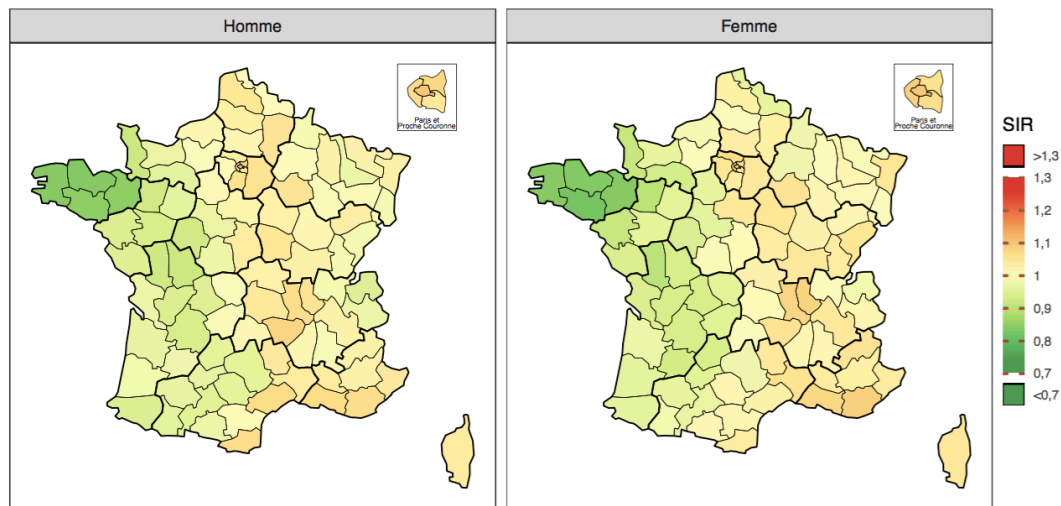 Homme
Femme
Paris et
Proche Couronne
Paris et
Proche Couronne
SIR
>1,3
1,3
1,2
1,1
1
0,9
0,8
0,7
<0,7